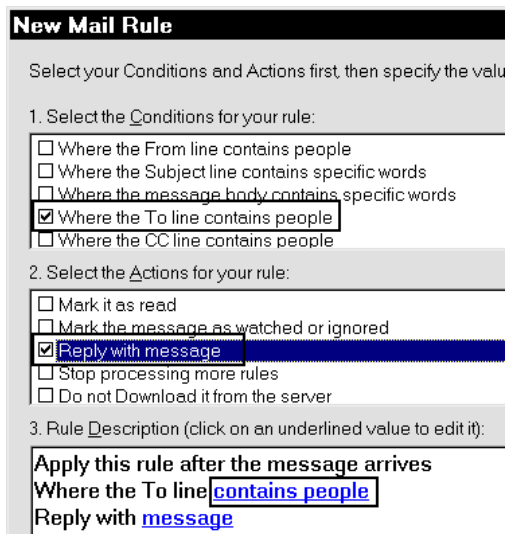 New Mail Rule
Select your Conditions and Actions first, then specify the valu
1. Select the Conditions for your rule:
Where the From line contains people
Where the Subject line contains specific words
Where the message body contains specific words
Where the To line contains people
Where the CC line contains people
2. Select the Actions for your rule:
Mark it as read
Mark the message as watched or ignored
Reply with message
Stop processing more rules
Do not Download it from the server
3. Rule Description (click on an underlined value to edit it):
Apply this rule after the message arrives
Where the To line contains people
Reply with message